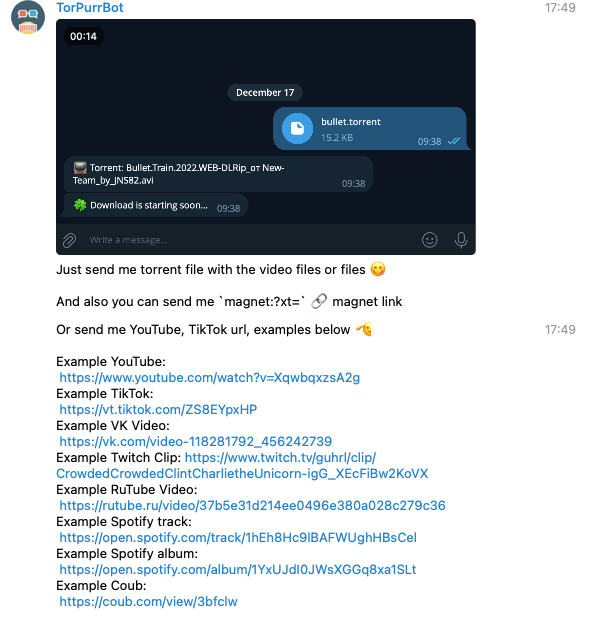 TorPurrBot
17:49
00:14
December 17
bullet.torrent
15.2 KB
09:38
Torrent: Bullet.Train.2022.WEB-DLRip_от New-
Team_by_JNS82.avi
09:38
Download is starting soon... 09:38
Write a message...
Just send me torrent file with the video files or files 😋
And also you can send me `magnet:?xt=` 🔗 magnet link
Or send me YouTube, TikTok url, examples below 🫡
17:49
Example YouTube:
https://www.youtube.com/watch?v=XqwbqxzsA2g
Example TikTok:
https://vt.tiktok.com/ZS8EYpxHP
Example VK Video:
https://vk.com/video-118281792_456242739
Example Twitch Clip: https://www.twitch.tv/guhrl/clip/
CrowdedCrowdedClintCharlietheUnicorn-igG_XEcFiBw2KoVX
Example RuTube Video:
https://rutube.ru/video/37b5e31d214ee0496e380a028c279c36
Example Spotify track:
https://open.spotify.com/track/1hEh8Hc9lBAFWUghHBsCel
Example Spotify album:
https://open.spotify.com/album/1YxUJdI0JWsXGGq8xa1SLt
Example Coub:
https://coub.com/view/3bfclw